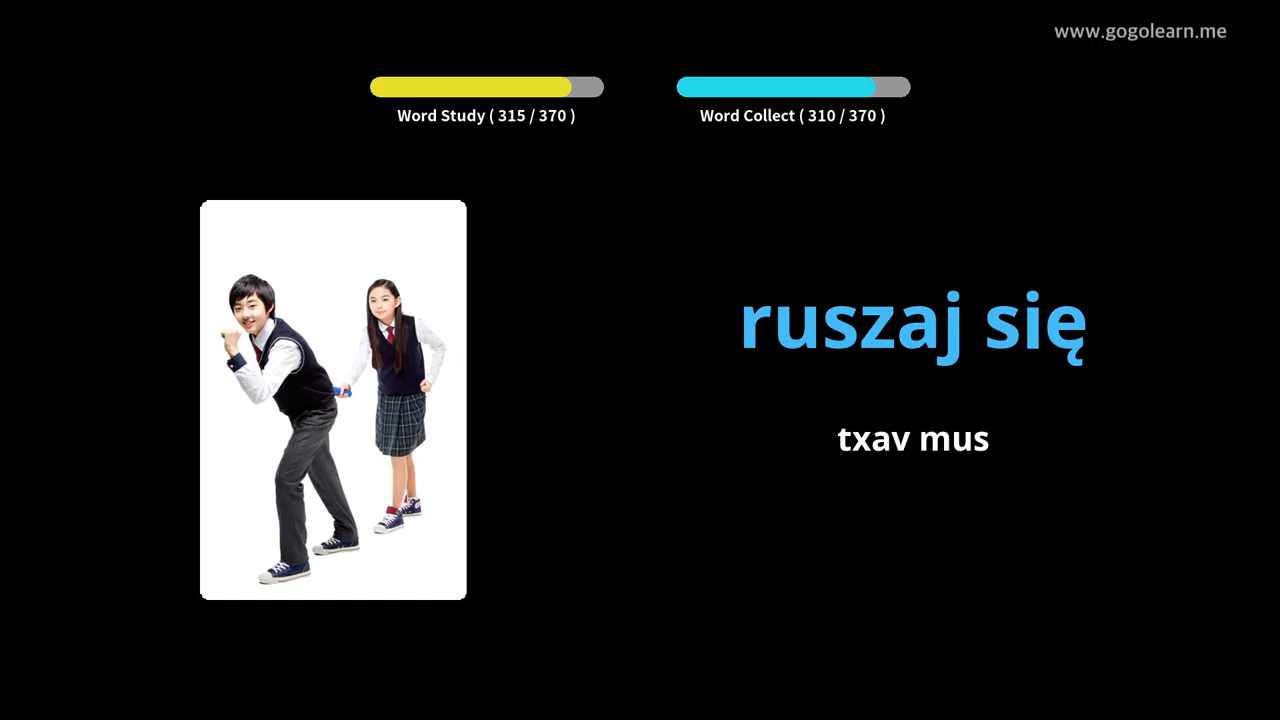 www.gogolearn.me
Word Study ( 315 / 370 )
Word Collect ( 310 / 370 )
ruszaj się
txav mus